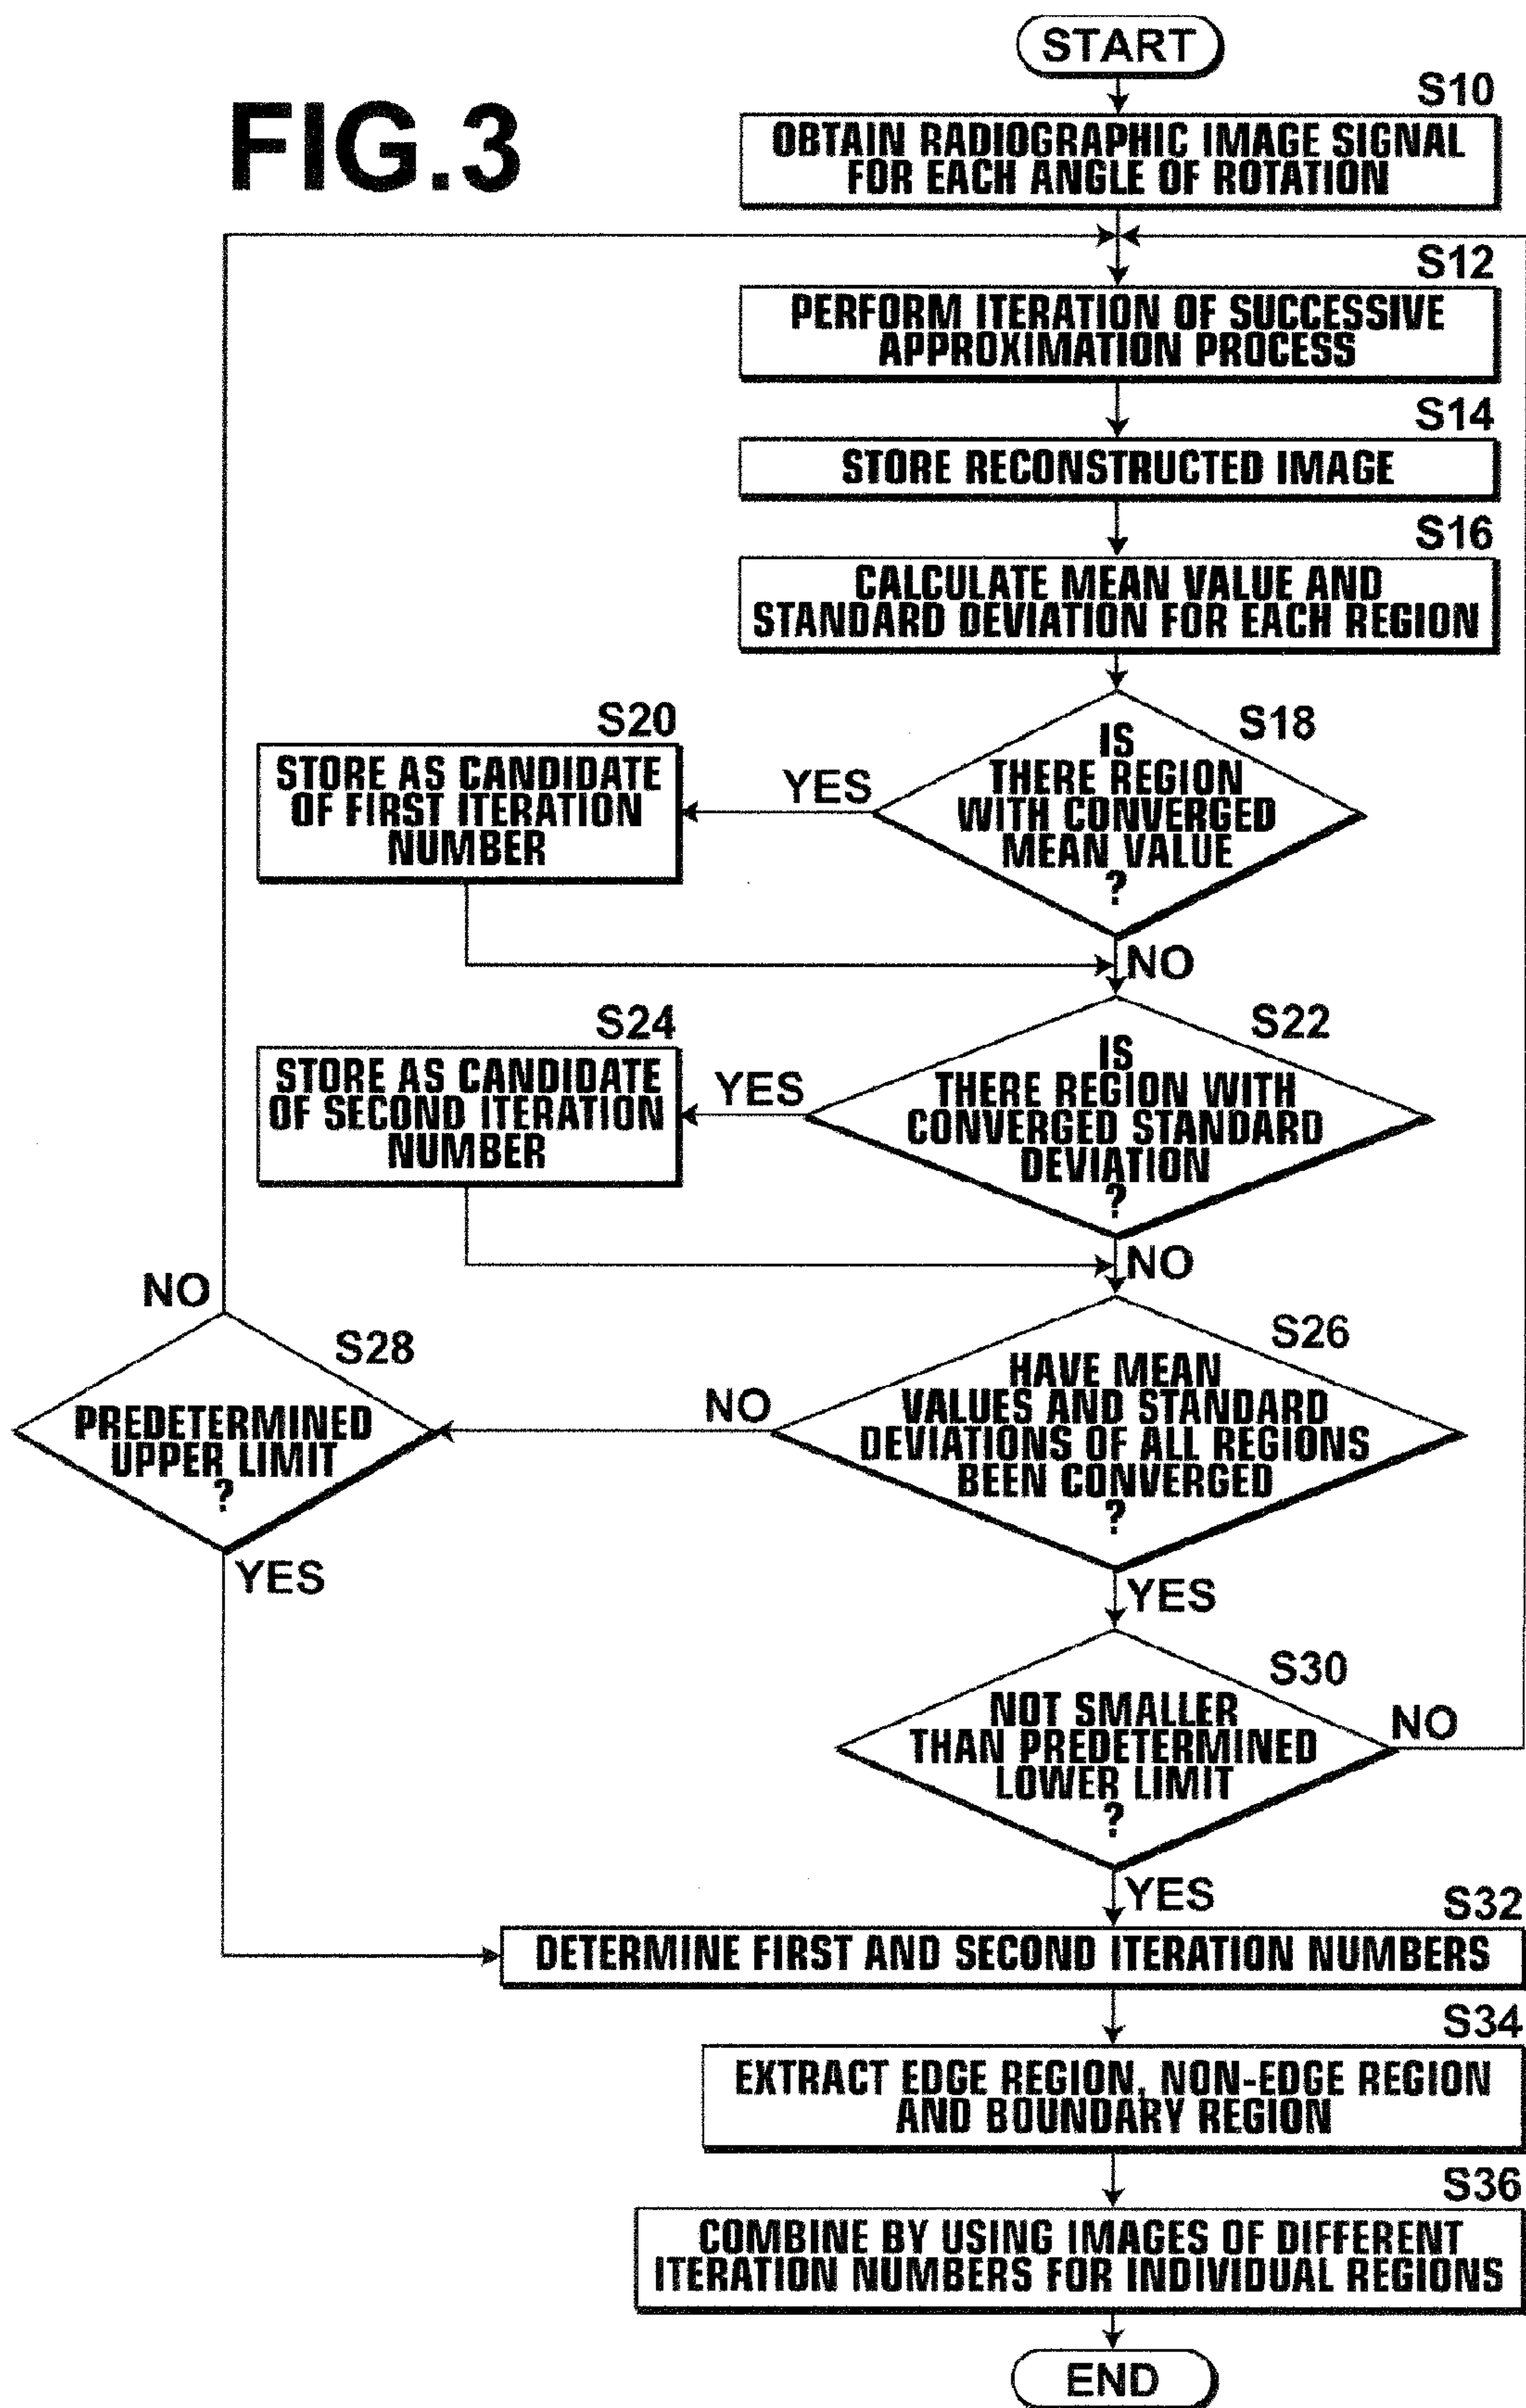 FIG.3
START
S10
OBTAIN RADIOGRAPHIC IMAGE SIGNAL
FOR EACH ANGLE OF ROTATION
S12
PERFORM ITERATION OF SUCCESSIVE
APPROXIMATION PROCESS
S14
STORE RECONSTRUCTED IMAGE
S16
CALCULATE MEAN VALUE AND
STANDARD DEVIATION FOR EACH REGION
S18
IS
THERE REGION
WITH CONVERGED
MEAN VALUE
?
YES
S20
STORE AS CANDIDATE
OF FIRST ITERATION
NUMBER
NO
S22
IS
THERE REGION WITH
CONVERGED STANDARD
DEVIATION
?
YES
S24
STORE AS CANDIDATE
OF SECOND ITERATION
NUMBER
NO
S26
HAVE MEAN
VALUES AND STANDARD
DEVIATIONS OF ALL REGIONS
BEEN CONVERGED
?
NO
S28
PREDETERMINED
UPPER LIMIT
?
NO
YES
YES
S30
NOT SMALLER
THAN PREDETERMINED
LOWER LIMIT
?
NO
YES
S32
DETERMINE FIRST AND SECOND ITERATION NUMBERS
S34
EXTRACT EDGE REGION, NON-EDGE REGION
AND BOUNDARY REGION
S36
COMBINE BY USING IMAGES OF DIFFERENT
ITERATION NUMBERS FOR INDIVIDUAL REGIONS
END